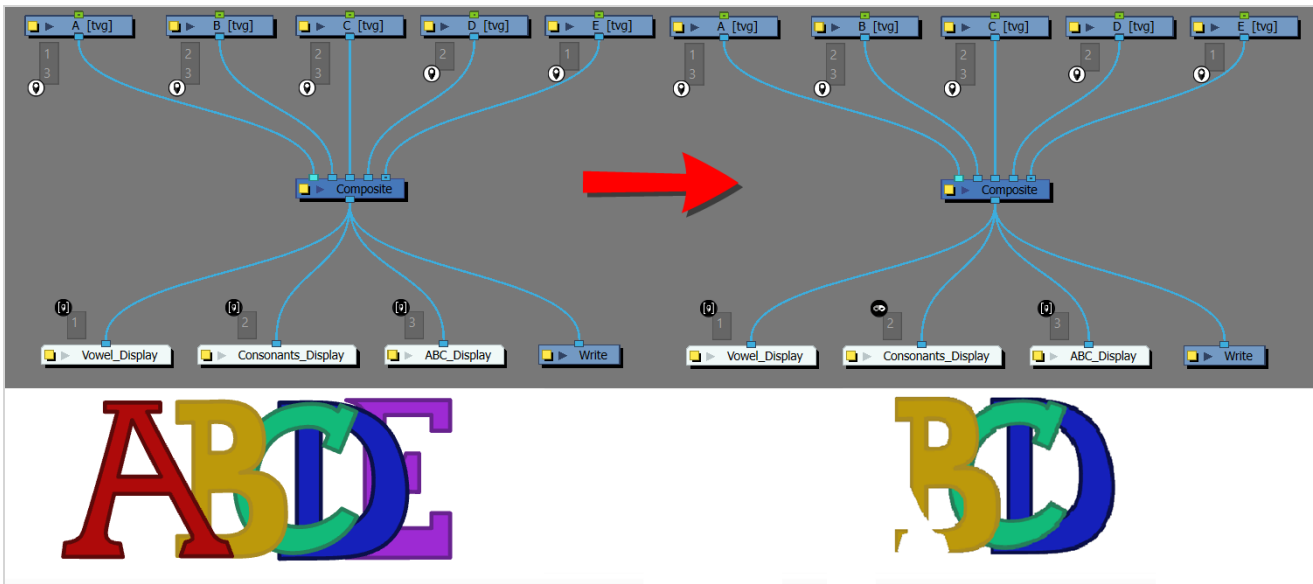 A [tvg] B [tvg] C [tvg] D [tvg] E [tvg] A [tvg] B [tvg] C [tvg] D [tvg] E [tvg]
1 2 2 2 1 1 2 2 2 1
3 3 3 3 3 3
Composite Composite
1 2 3 1 2 3
Vowel_Display Consonants_Display ABC_Display Write Vowel_Display Consonants_Display ABC_Display Write
ABCDE BCD